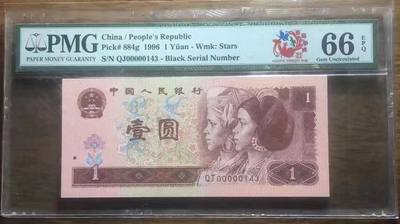 PMG
PAPER MONEY GUARANTY
China / People's Republic
Pick# 884g 1996 1 Yüan - Wmk: Stars
S/N QJ00000143 - Black Serial Number
66 EPQ
Gem Uncirculated
中国人民银行
1
壹圆
1
QJ00000143